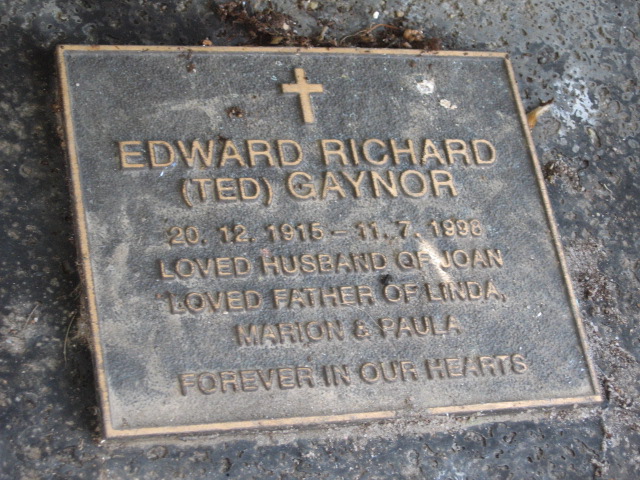 EDWARD RICHARD
(TED) GAYNOR
20. 12. 1915 – 11. 7. 1998
LOVED HUSBAND OF JOAN
LOVED FATHER OF LINDA,
MARION & PAULA
FOREVER IN OUR HEARTS